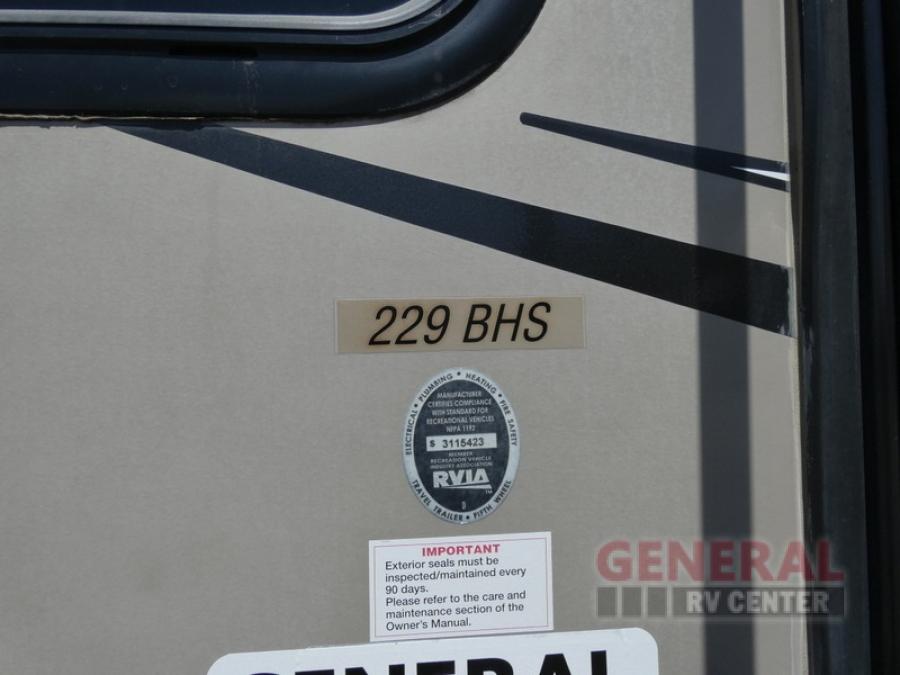 229 BHS
ELECTRICAL • PLUMBING • HEATING • FIRE SAFETY
MANUFACTURER
CERTIFIES COMPLIANCE
WITH STANDARD FOR
RECREATIONAL VEHICLES
NFPA 1192
S 3115423
MEMBER
RECREATION VEHICLE
INDUSTRY ASSOCIATION
RVIA™
TRAVEL TRAILER • FIFTH WHEEL
IMPORTANT
Exterior seals must be
inspected/maintained every
90 days.
Please refer to the care and
maintenance section of the
Owner's Manual.
GENERAL
RV CENTER
GENERAL